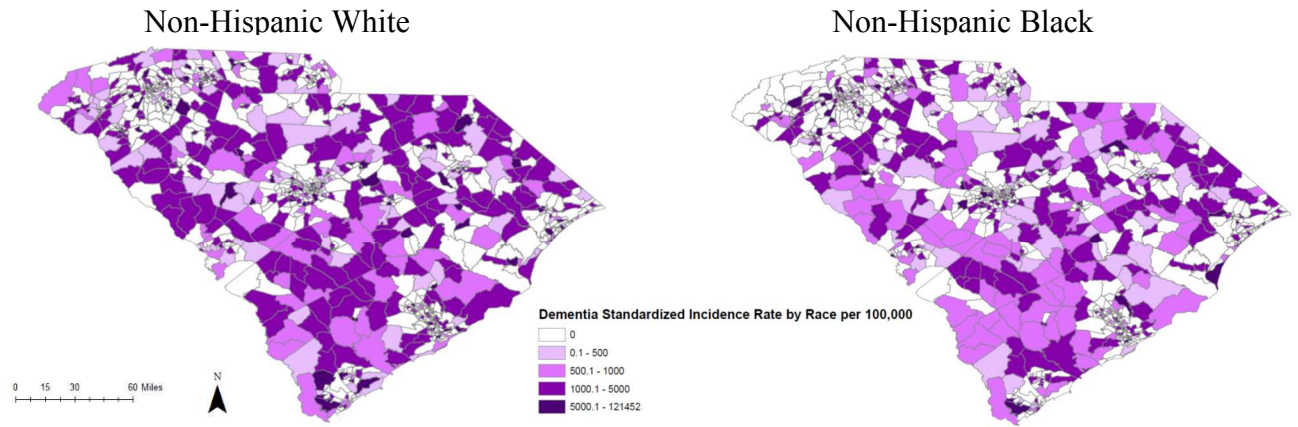 Non-Hispanic White
Non-Hispanic Black
Dementia Standardized Incidence Rate by Race per 100,000
0
0.1 - 500
500.1 - 1000
1000.1 - 5000
5000.1 - 121452
0 15 30 60 Miles
N